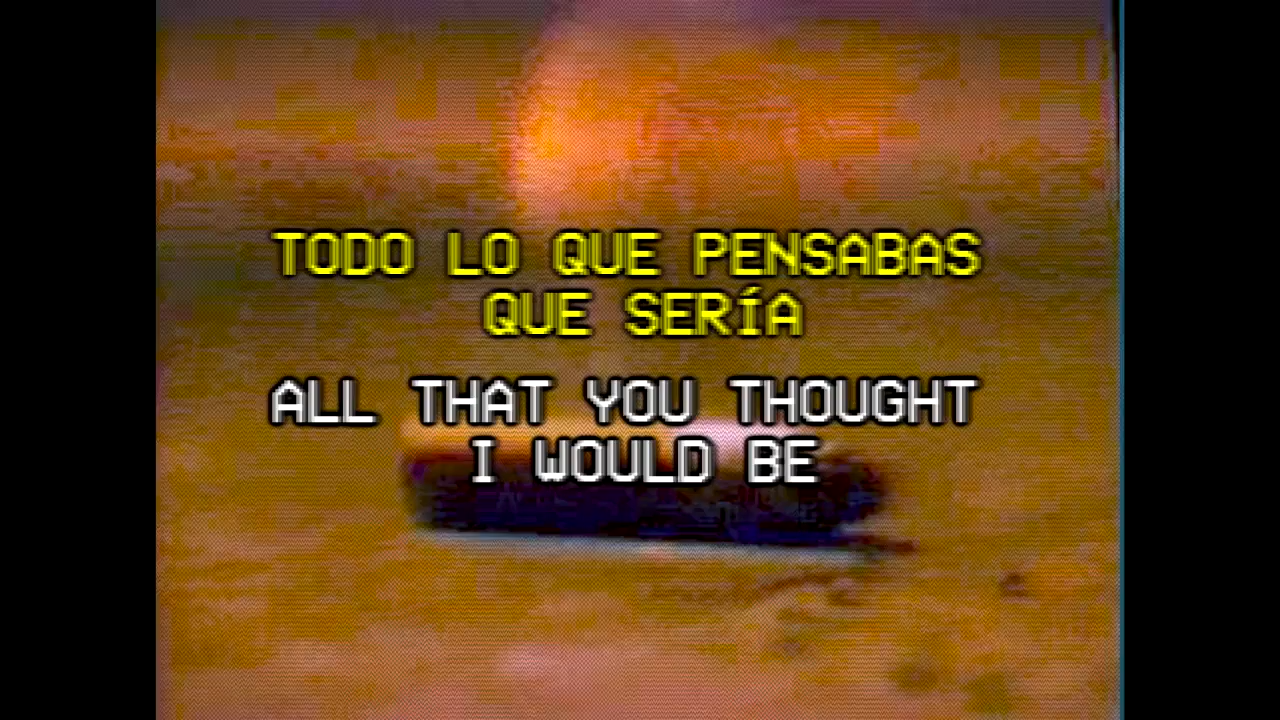 TODO LO QUE PENSABAS
QUE SERÍA
ALL THAT YOU THOUGHT
I WOULD BE